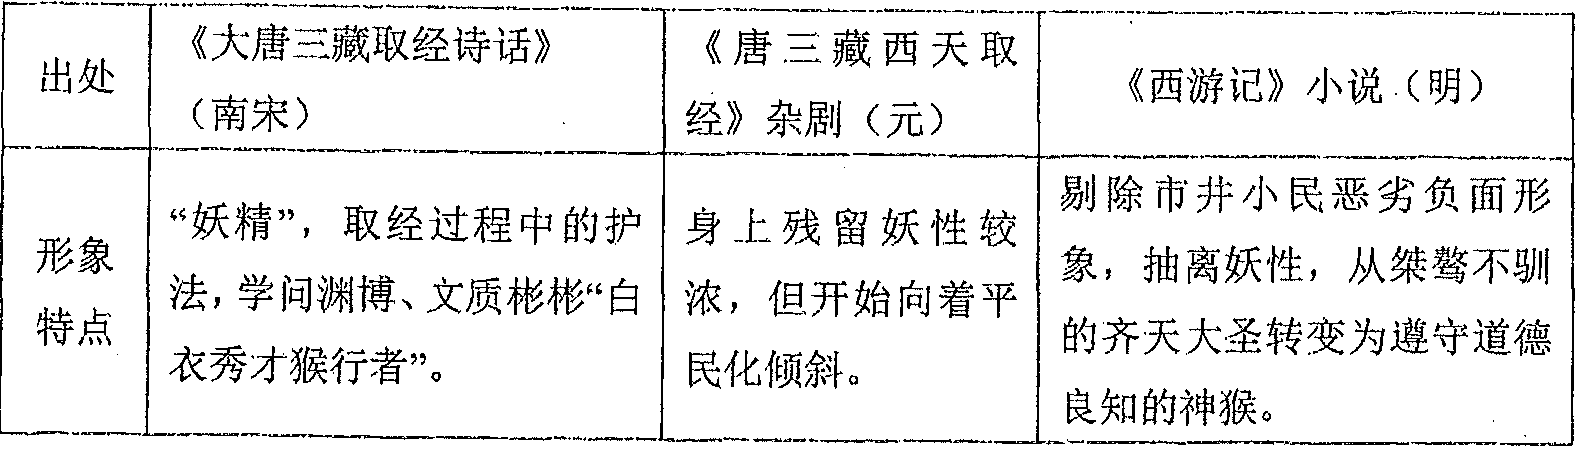 出处
《大唐三藏取经诗话》
（南宋）
《唐三藏西天取
经》杂剧（元）
《西游记》小说（明）
形象
特点
“妖精”，取经过程中的护
法，学问渊博、文质彬彬“白
衣秀才猴行者”。
身上残留妖性较
浓，但开始向着平
民化倾斜。
剔除市井小民恶劣负面形
象，抽离妖性，从桀骜不驯
的齐天大圣转变为遵守道德
良知的神猴。